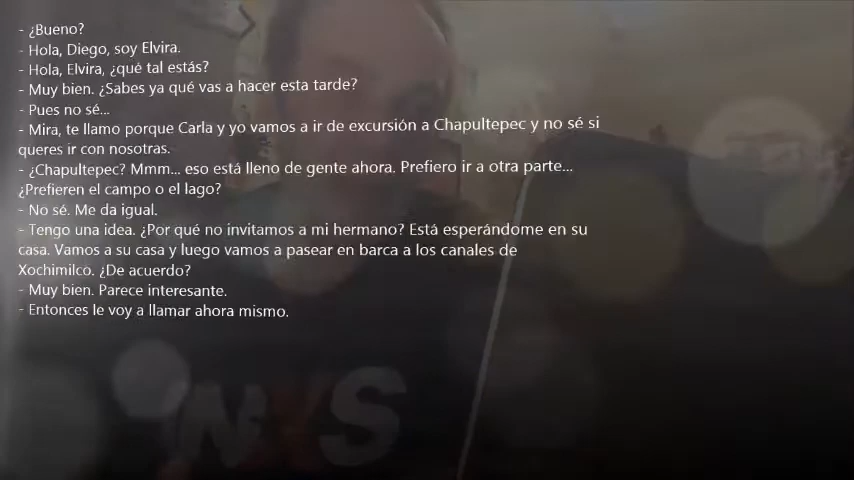 - ¿Bueno?
- Hola, Diego, soy Elvira.
- Hola, Elvira, ¿qué tal estás?
- Muy bien. ¿Sabes ya qué vas a hacer esta tarde?
- Pues no sé...
- Mira, te llamo porque Carla y yo vamos a ir de excursión a Chapultepec y no sé si
queres ir con nosotras.
- ¿Chapultepec? Mmm... eso está lleno de gente ahora. Prefiero ir a otra parte...
¿Prefieren el campo o el lago?
- No sé. Me da igual.
- Tengo una idea. ¿Por qué no invitamos a mi hermano? Está esperándome en su
casa. Vamos a su casa y luego vamos a pasear en barca a los canales de
Xochimilco. ¿De acuerdo?
- Muy bien. Parece interesante.
- Entonces le voy a llamar ahora mismo.